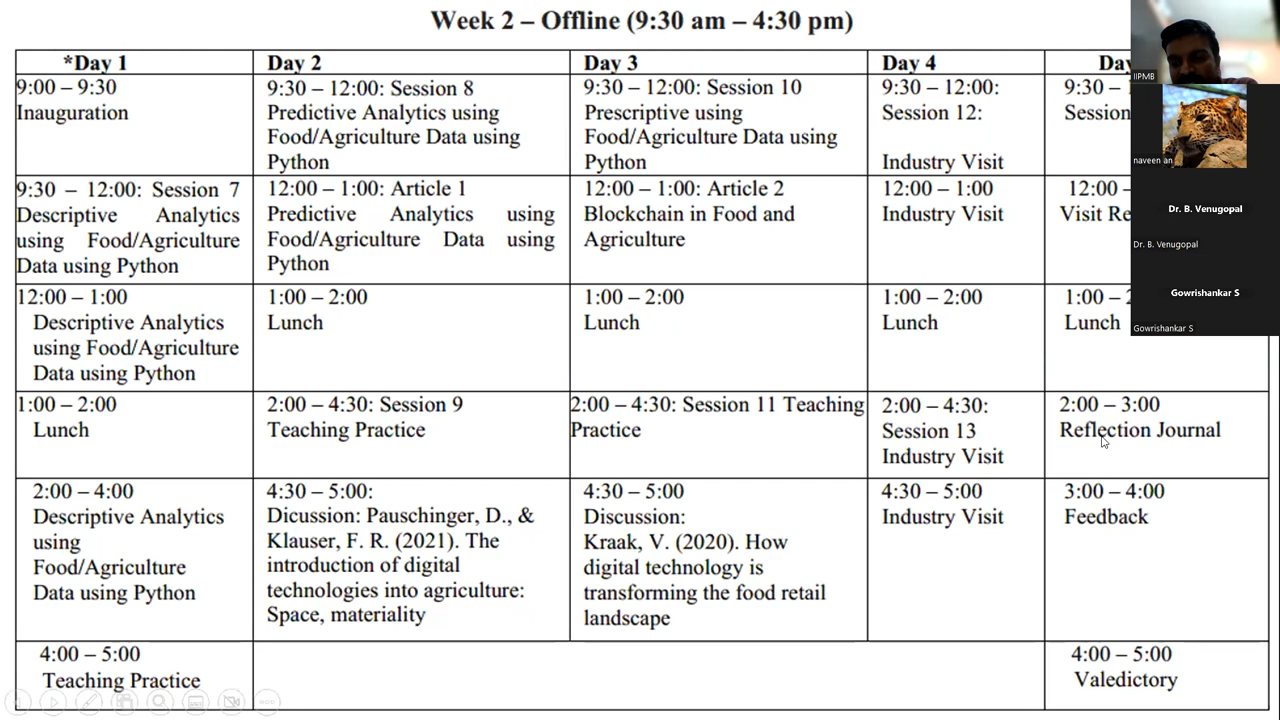 Week 2 – Offline (9:30 am – 4:30 pm)
*Day 1
Day 2
Day 3
Day 4
9:00 – 9:30
Inauguration
9:30 – 12:00: Session 8
Predictive Analytics using
Food/Agriculture Data using
Python
9:30 – 12:00: Session 10
Prescriptive using
Food/Agriculture Data using
Python
9:30 – 12:00:
Session 12:
Industry Visit
9:30 –
Session
9:30 – 12:00: Session 7
Descriptive Analytics
using Food/Agriculture
Data using Python
12:00 – 1:00: Article 1
Predictive Analytics using
Food/Agriculture Data using
Python
12:00 – 1:00: Article 2
Blockchain in Food and
Agriculture
12:00 – 1:00
Industry Visit
12:00 –
Visit
12:00 – 1:00
Descriptive Analytics
using Food/Agriculture
Data using Python
1:00 – 2:00
Lunch
1:00 – 2:00
Lunch
1:00 – 2:00
Lunch
1:00 –
Lunch
1:00 – 2:00
Lunch
2:00 – 4:30: Session 9
Teaching Practice
2:00 – 4:30: Session 11 Teaching
Practice
2:00 – 4:30:
Session 13
Industry Visit
2:00 – 3:00
Reflection Journal
2:00 – 4:00
Descriptive Analytics
using
Food/Agriculture
Data using Python
4:30 – 5:00:
Dicussion: Pauschinger, D., &
Klauser, F. R. (2021). The
introduction of digital
technologies into agriculture:
Space, materiality
4:30 – 5:00
Discussion:
Kraak, V. (2020). How
digital technology is
transforming the food retail
landscape
4:30 – 5:00
Industry Visit
3:00 – 4:00
Feedback
4:00 – 5:00
Teaching Practice
4:00 – 5:00
Valedictory
IIPMB
naveen an
Dr. B. Venugopal
Dr. B. Venugopal
Gowrishankar S
Gowrishankar S